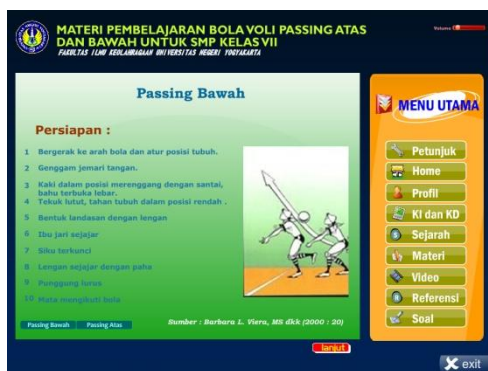 MATERI PEMBELAJARAN BOLA VOLI PASSING ATAS
DAN BAWAH UNTUK SMP KELAS VII
FAKULTAS ILMU KEOLAHRAGAAN UNIVERSITAS NEGERI YOGYAKARTA
Volume
Passing Bawah
Persiapan :
1 Bergerak ke arah bola dan atur posisi tubuh.
2 Genggam jemari tangan.
3 Kaki dalam posisi merenggang dengan santai,
bahu terbuka lebar.
4 Tekuk lutut, tahan tubuh dalam posisi rendah .
5 Bentuk landasan dengan lengan
6 Ibu jari sejajar
7 Siku terkunci
8 Lengan sejajar dengan paha
9 Punggung lurus
10 Mata mengikuti bola
Passing Bawah
Passing Atas
Sumber : Barbara L. Viera, MS dkk (2000 : 20)
lanjut
MENU UTAMA
Petunjuk
Home
Profil
KI dan KD
Sejarah
Materi
Video
Referensi
Soal
exit